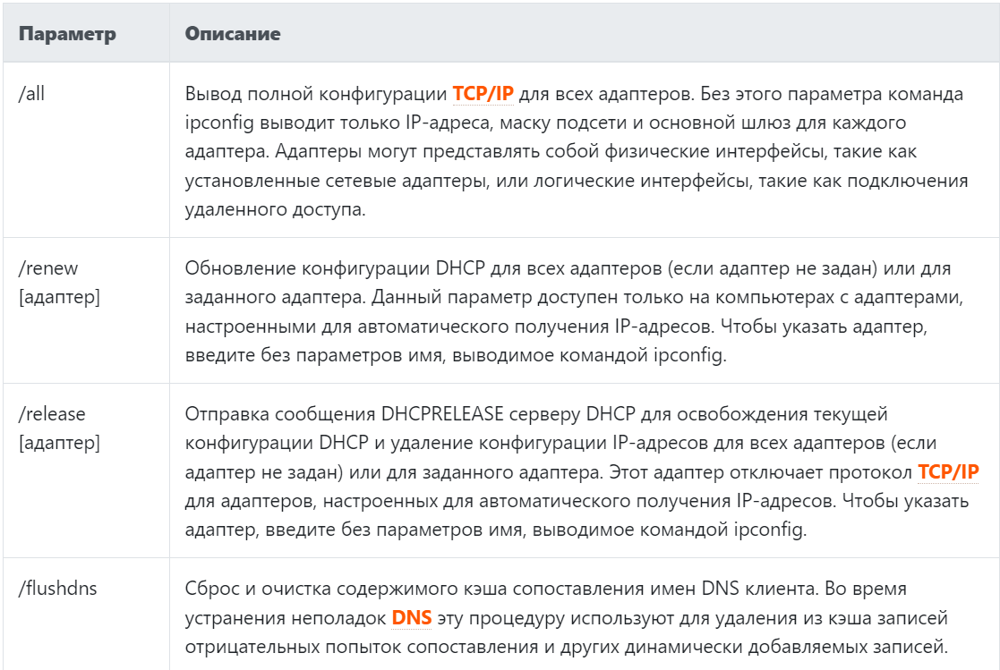 Параметр
Описание
/all
Вывод полной конфигурации TCP/IP для всех адаптеров. Без этого параметра команда
ipconfig выводит только IP-адреса, маску подсети и основной шлюз для каждого
адаптера. Адаптеры могут представлять собой физические интерфейсы, такие как
установленные сетевые адаптеры, или логические интерфейсы, такие как подключения
удаленного доступа.
/renew
[адаптер]
Обновление конфигурации DHCP для всех адаптеров (если адаптер не задан) или для
заданного адаптера. Данный параметр доступен только на компьютерах с адаптерами,
настроенными для автоматического получения IP-адресов. Чтобы указать адаптер,
введите без параметров имя, выводимое командой ipconfig.
/release
[адаптер]
Отправка сообщения DHCPRELEASE серверу DHCP для освобождения текущей
конфигурации DHCP и удаление конфигурации IP-адресов для всех адаптеров (если
адаптер не задан) или для заданного адаптера. Этот адаптер отключает протокол TCP/IP
для адаптеров, настроенных для автоматического получения IP-адресов. Чтобы указать
адаптер, введите без параметров имя, выводимое командой ipconfig.
/flushdns
Сброс и очистка содержимого кэша сопоставления имен DNS клиента. Во время
устранения неполадок DNS эту процедуру используют для удаления из кэша записей
отрицательных попыток сопоставления и других динамически добавляемых записей.